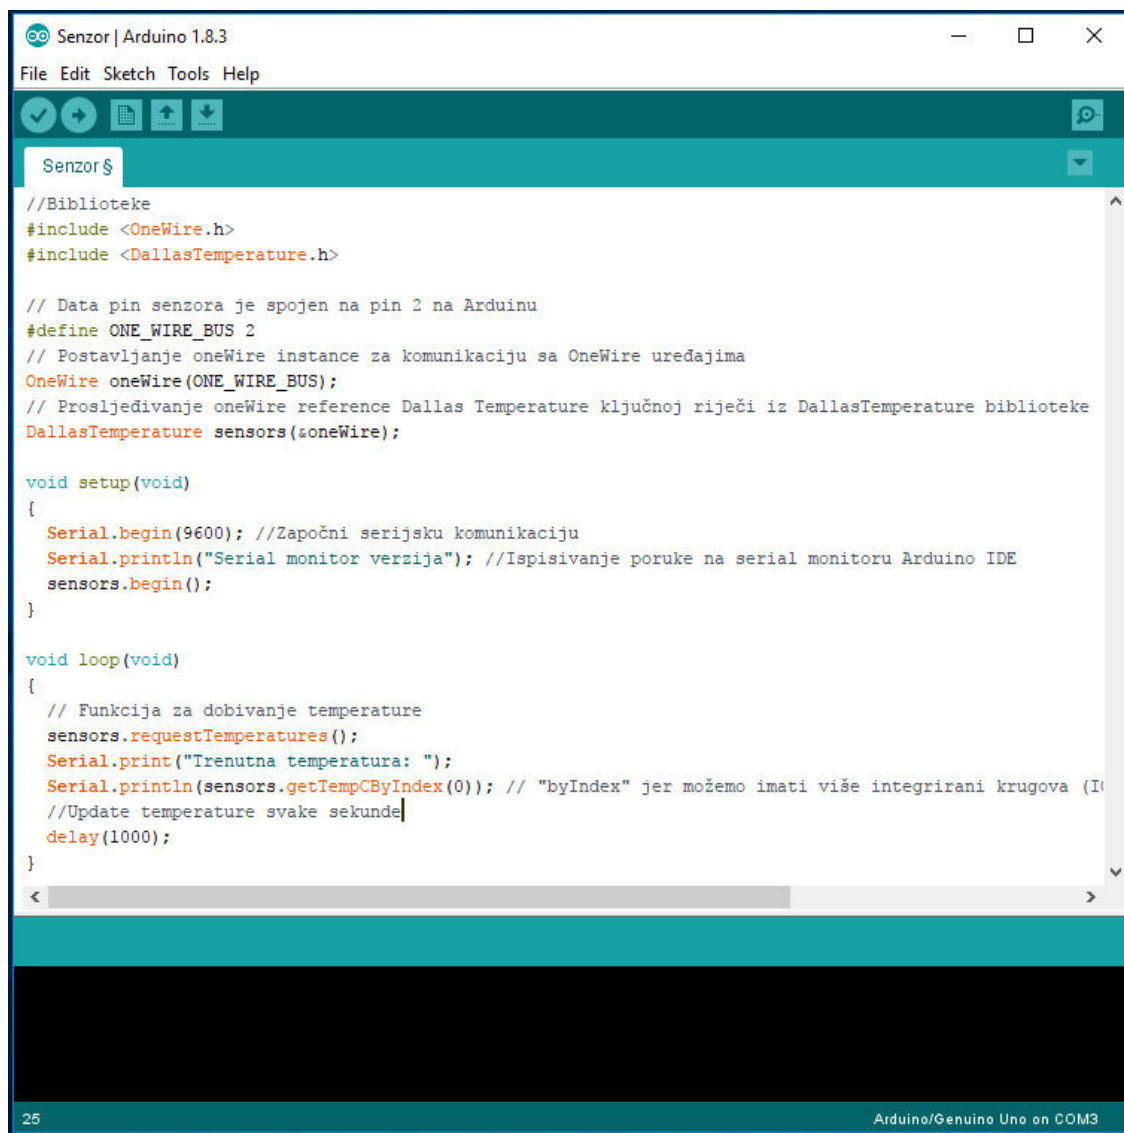 Senzor | Arduino 1.8.3
File Edit Sketch Tools Help
Senzor §
//Biblioteke
#include <OneWire.h>
#include <DallasTemperature.h>
// Data pin senzora je spojen na pin 2 na Arduinu
#define ONE_WIRE_BUS 2
// Postavljanje oneWire instance za komunikaciju sa OneWire uređajima
OneWire oneWire(ONE_WIRE_BUS);
// Prosljeđivanje oneWire reference Dallas Temperature ključnoj riječi iz DallasTemperature biblioteke
DallasTemperature sensors(&oneWire);
void setup(void)
{
Serial.begin(9600); //Započni serijsku komunikaciju
Serial.println("Serial monitor verzija"); //Ispisivanje poruke na serial monitoru Arduino IDE
sensors.begin();
}
void loop(void)
{
// Funkcija za dobivanje temperature
sensors.requestTemperatures();
Serial.print("Trenutna temperatura: ");
Serial.println(sensors.getTempCByIndex(0)); // "byIndex" jer možemo imati više integrirani krugova (I
//Update temperature svake sekunde
delay(1000);
}
25
Arduino/Genuino Uno on COM3